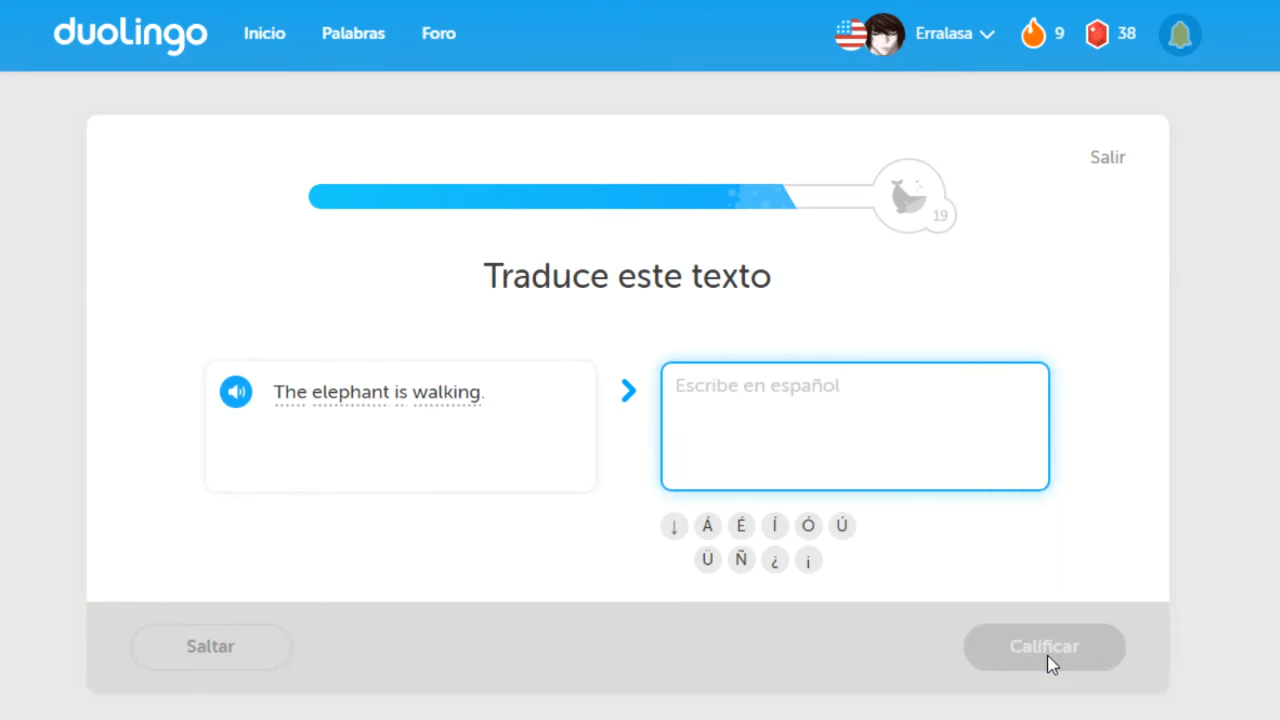 duolingo Inicio Palabras Foro Erralasa 9 38
Salir
19
Traduce este texto
The elephant is walking.
Escribe en español
↓ Á É Í Ó Ú
Ü Ñ ¿ ¡
Saltar Calificar